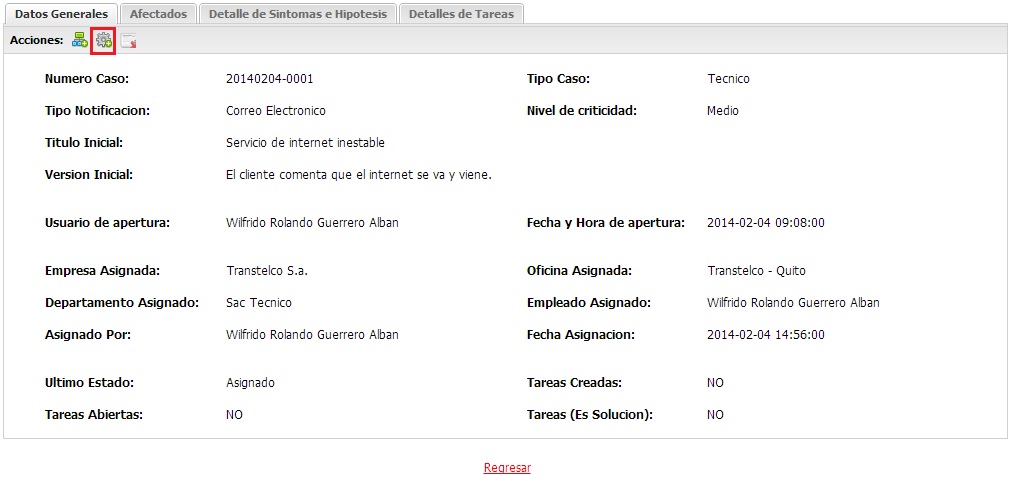 Datos Generales Afectados Detalle de Sintomas e Hipotesis Detalles de Tareas
Acciones:
Numero Caso: 20140204-0001 Tipo Caso: Tecnico
Tipo Notificacion: Correo Electronico Nivel de criticidad: Medio
Titulo Inicial: Servicio de internet inestable
Version Inicial: El cliente comenta que el internet se va y viene.
Usuario de apertura: Wilfrido Rolando Guerrero Alban Fecha y Hora de apertura: 2014-02-04 09:08:00
Empresa Asignada: Transtelco S.a. Oficina Asignada: Transtelco - Quito
Departamento Asignado: Sac Tecnico Empleado Asignado: Wilfrido Rolando Guerrero Alban
Asignado Por: Wilfrido Rolando Guerrero Alban Fecha Asignacion: 2014-02-04 14:56:00
Ultimo Estado: Asignado Tareas Creadas: NO
Tareas Abiertas: NO Tareas (Es Solucion): NO
Regresar